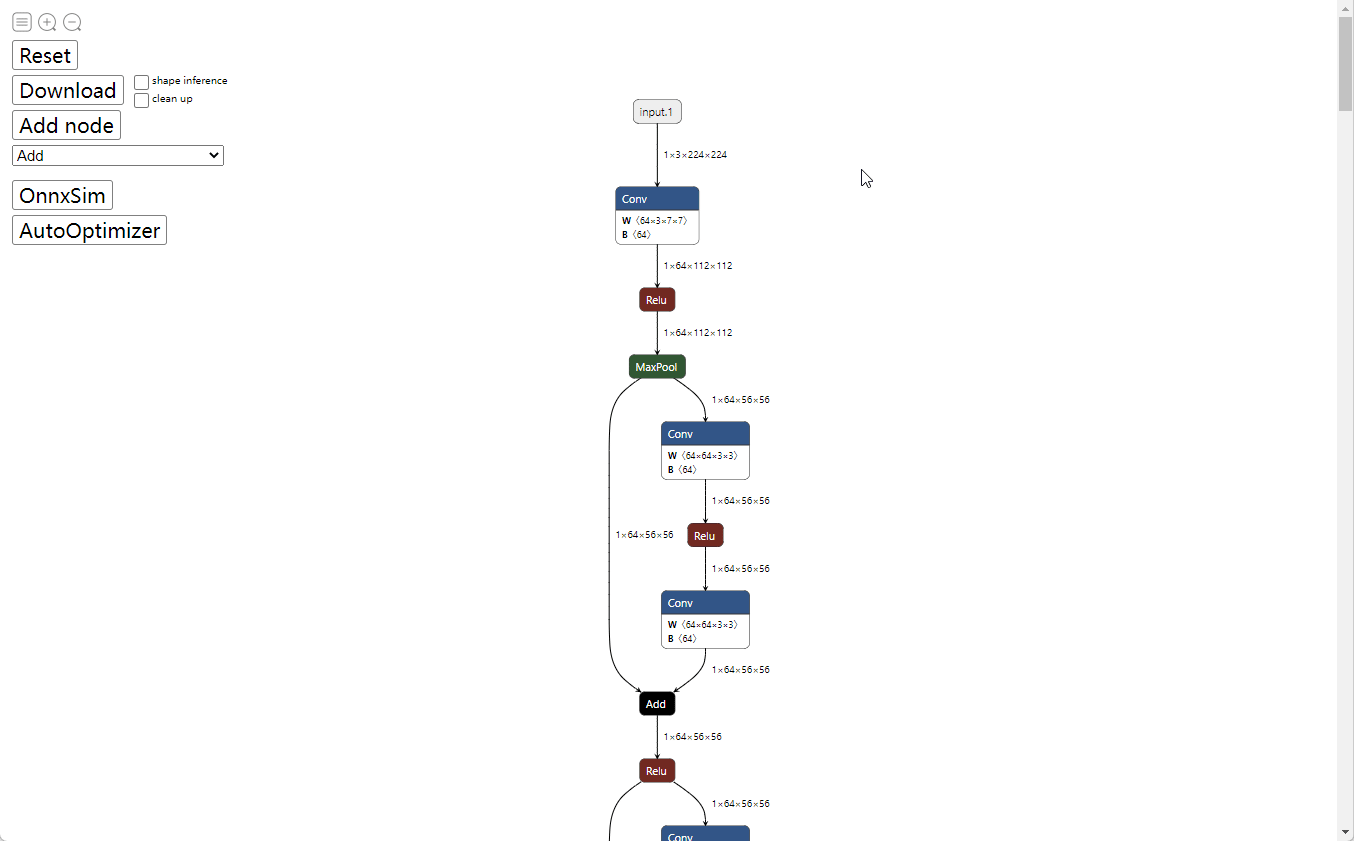 Reset
Download
shape inference
clean up
Add node
Add
OnnxSim
AutoOptimizer
input.1
1×3×224×224
Conv
W 〈64×3×7×7〉
B 〈64〉
1×64×112×112
Relu
1×64×112×112
MaxPool
1×64×56×56
Conv
W 〈64×64×3×3〉
B 〈64〉
1×64×56×56
1×64×56×56
Relu
1×64×56×56
Conv
W 〈64×64×3×3〉
B 〈64〉
1×64×56×56
Add
1×64×56×56
Relu
1×64×56×56
Conv